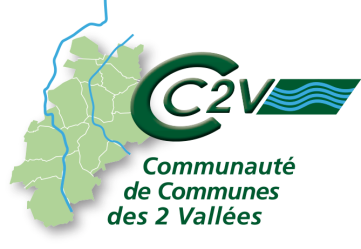 CC2V
Communauté
de Communes
des 2 Vallées